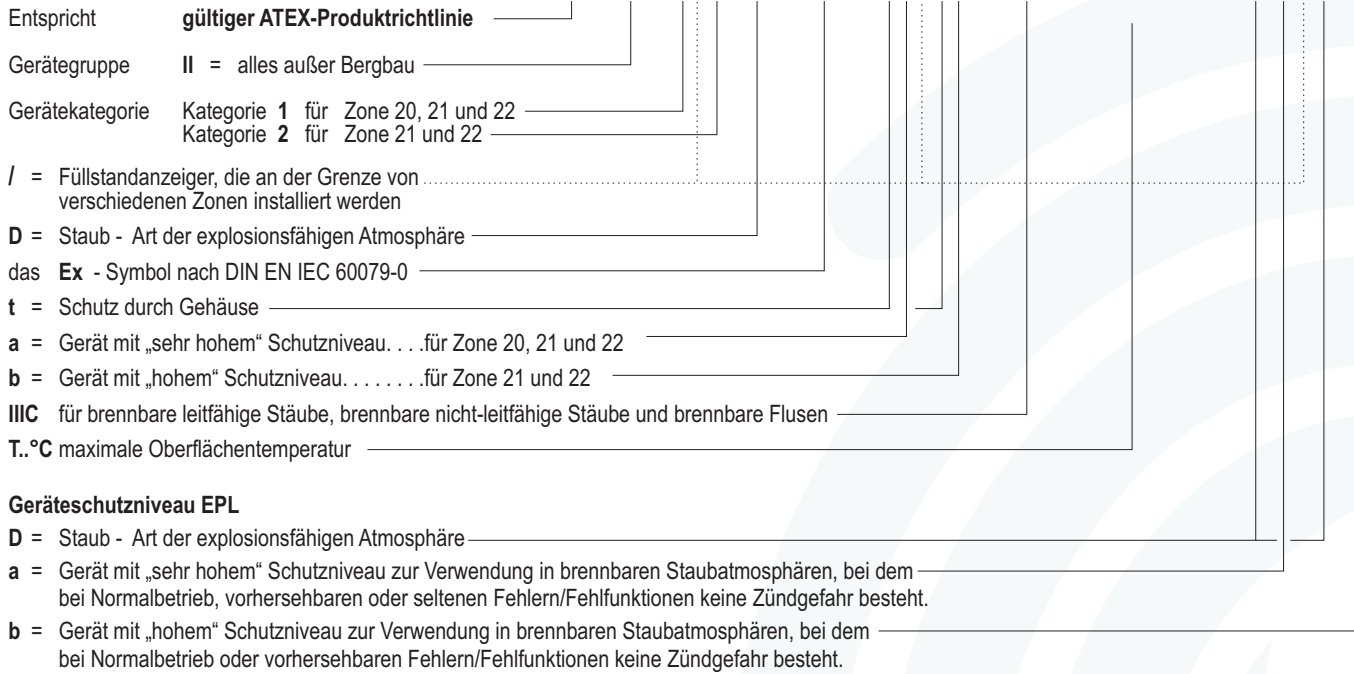 Entspricht gültiger ATEX-Produktrichtlinie
Gerätegruppe II = alles außer Bergbau
Gerätekategorie Kategorie 1 für Zone 20, 21 und 22
Kategorie 2 für Zone 21 und 22
/ = Füllstandanzeiger, die an der Grenze von
verschiedenen Zonen installiert werden
D = Staub - Art der explosionsfähigen Atmosphäre
das Ex - Symbol nach DIN EN IEC 60079-0
t = Schutz durch Gehäuse
a = Gerät mit „sehr hohem“ Schutzniveau. . . .für Zone 20, 21 und 22
b = Gerät mit „hohem“ Schutzniveau. . . . . . . .für Zone 21 und 22
IIIC für brennbare leitfähige Stäube, brennbare nicht-leitfähige Stäube und brennbare Flusen
T..°C maximale Oberflächentemperatur
Geräteschutzniveau EPL
D = Staub - Art der explosionsfähigen Atmosphäre
a = Gerät mit „sehr hohem“ Schutzniveau zur Verwendung in brennbaren Staubatmosphären, bei dem
bei Normalbetrieb, vorhersehbaren oder seltenen Fehlern/Fehlfunktionen keine Zündgefahr besteht.
b = Gerät mit „hohem“ Schutzniveau zur Verwendung in brennbaren Staubatmosphären, bei dem
bei Normalbetrieb oder vorhersehbaren Fehlern/Fehlfunktionen keine Zündgefahr besteht.